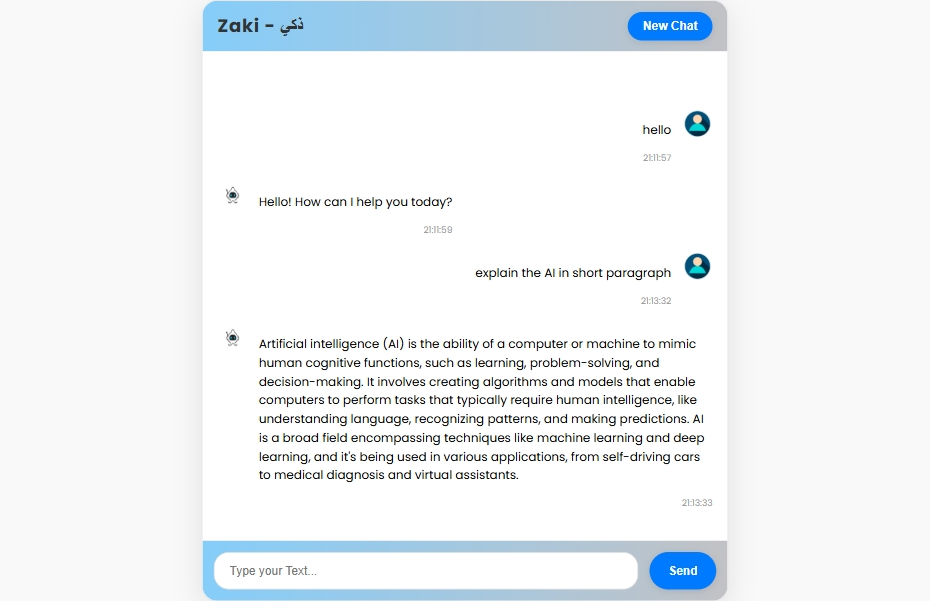 Zaki - ذكي
New Chat
hello
21:11:57
Hello! How can I help you today?
21:11:59
explain the AI in short paragraph
21:13:32
Artificial intelligence (AI) is the ability of a computer or machine to mimic
human cognitive functions, such as learning, problem-solving, and
decision-making. It involves creating algorithms and models that enable
computers to perform tasks that typically require human intelligence, like
understanding language, recognizing patterns, and making predictions. AI
is a broad field encompassing techniques like machine learning and deep
learning, and it's being used in various applications, from self-driving cars
to medical diagnosis and virtual assistants.
21:13:33
Type your Text...
Send